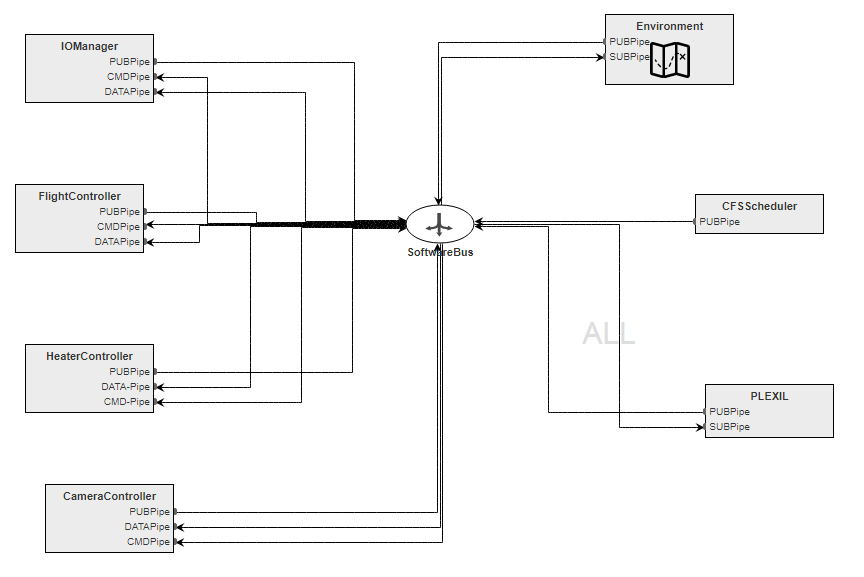 IOManager
PUBPipe
CMDPipe
DATAPipe
Environment
PUBPipe
SUBPipe
FlightController
PUBPipe
CMDPipe
DATAPipe
SoftwareBus
CFSScheduler
PUBPipe
ALL
HeaterController
PUBPipe
DATA-Pipe
CMD-Pipe
PLEXIL
PUBPipe
SUBPipe
CameraController
PUBPipe
DATAPipe
CMDPipe